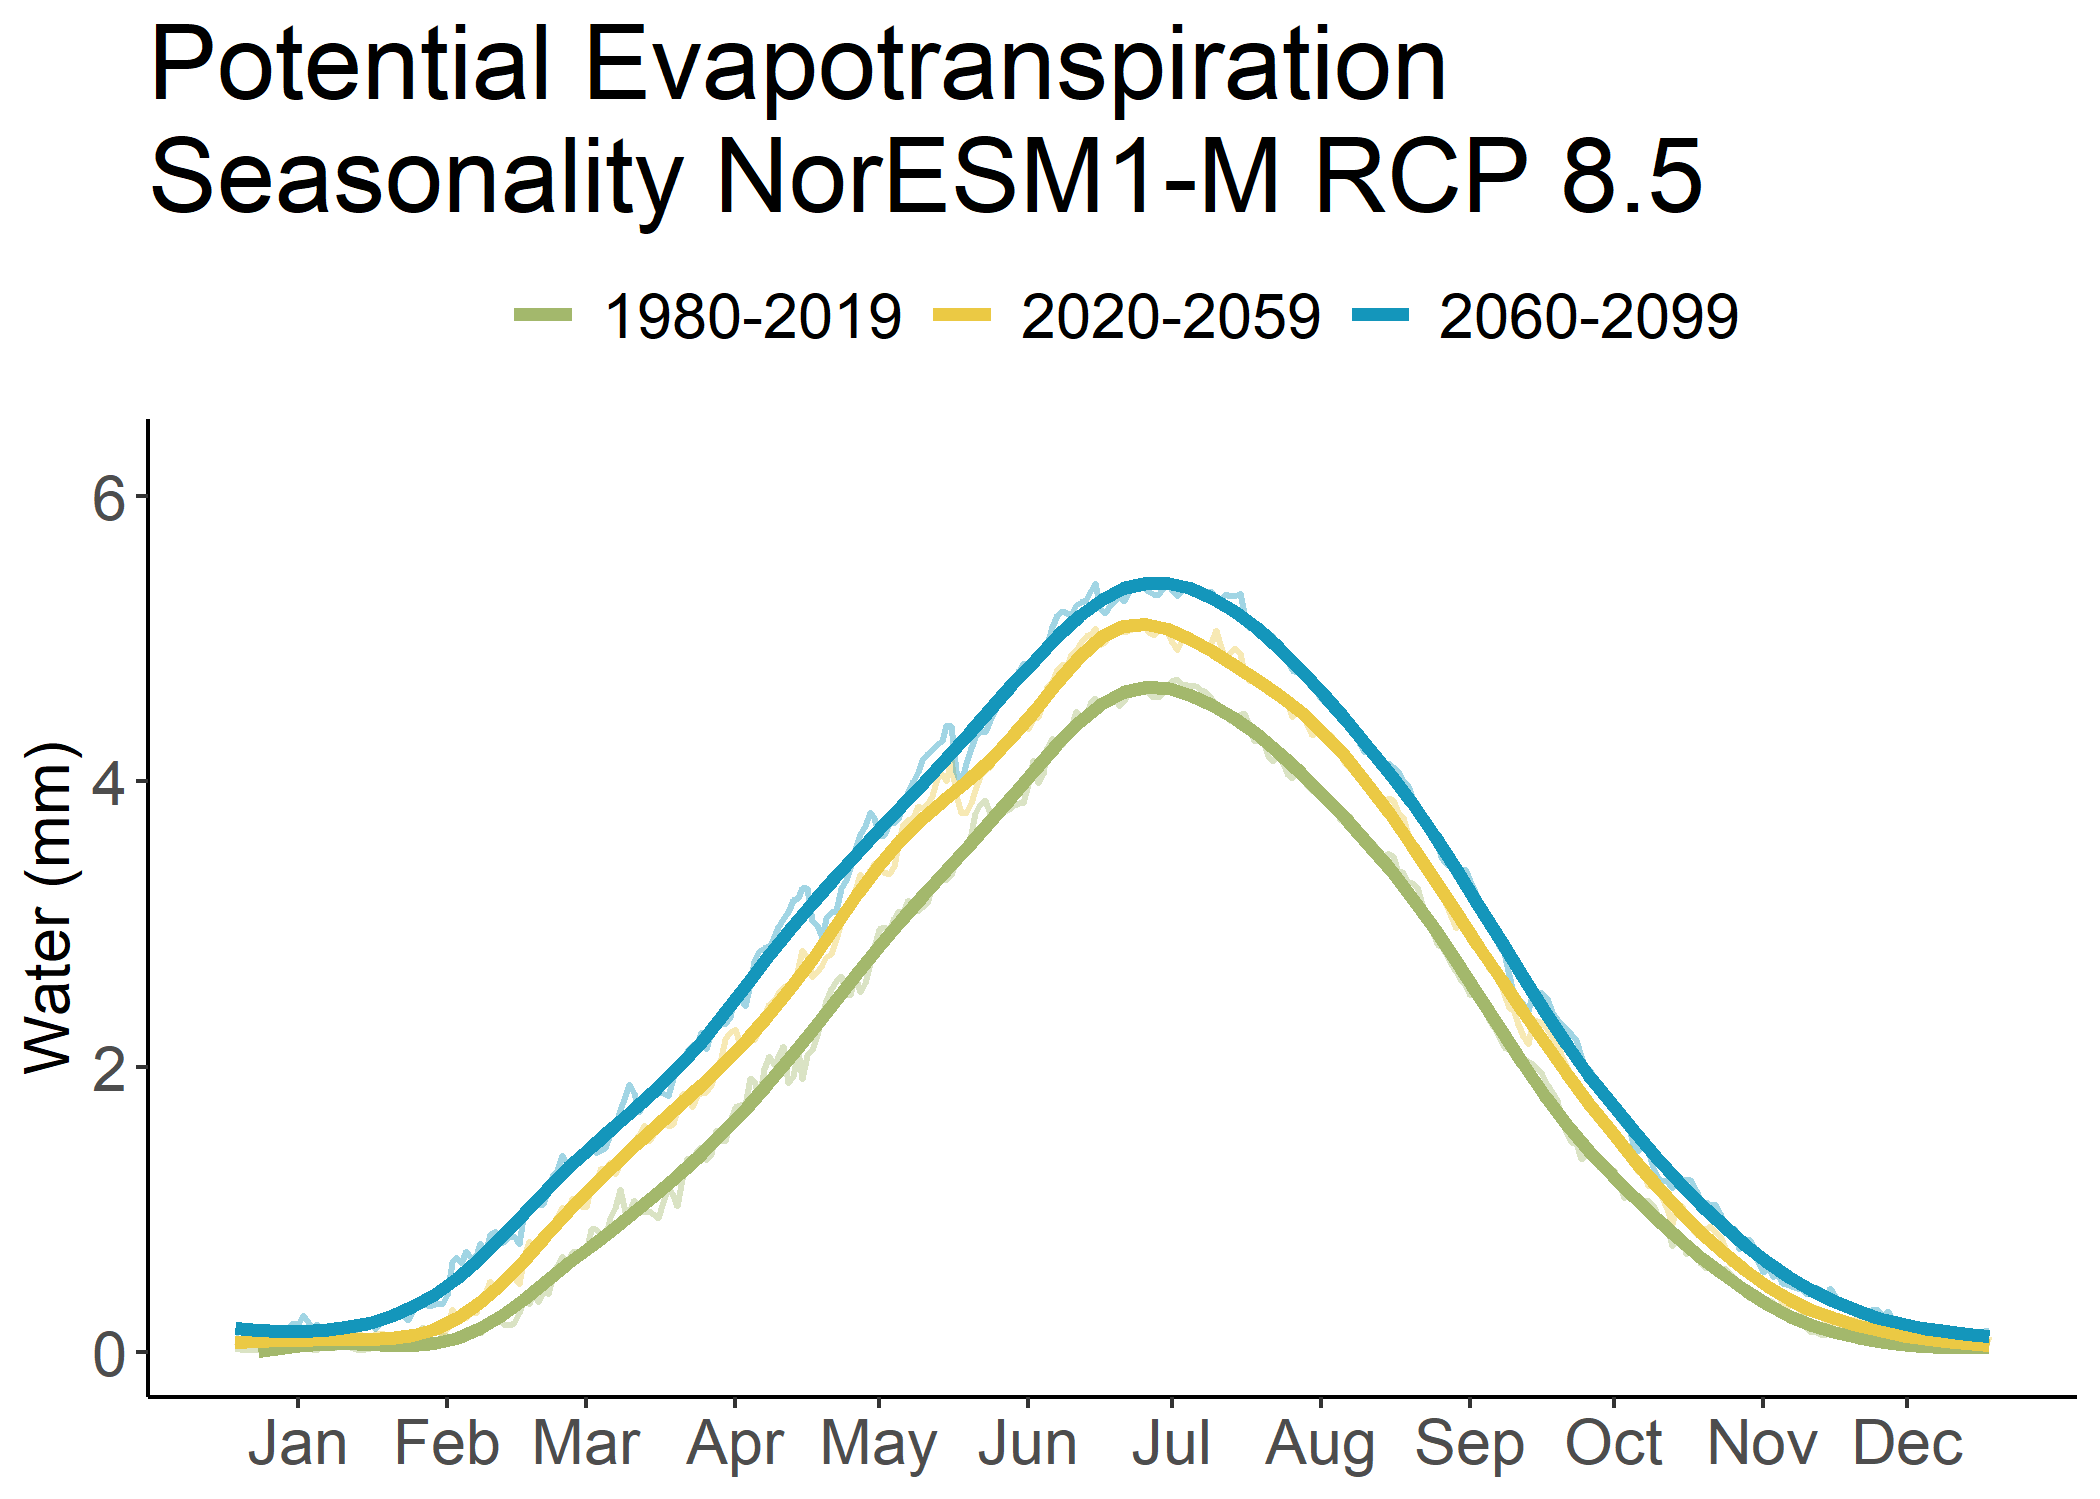 Potential Evapotranspiration
Seasonality NorESM1-M RCP 8.5
1980-2019 2020-2059 2060-2099
Water (mm)
6
4
2
0
Jan Feb Mar Apr May Jun Jul Aug Sep Oct Nov Dec